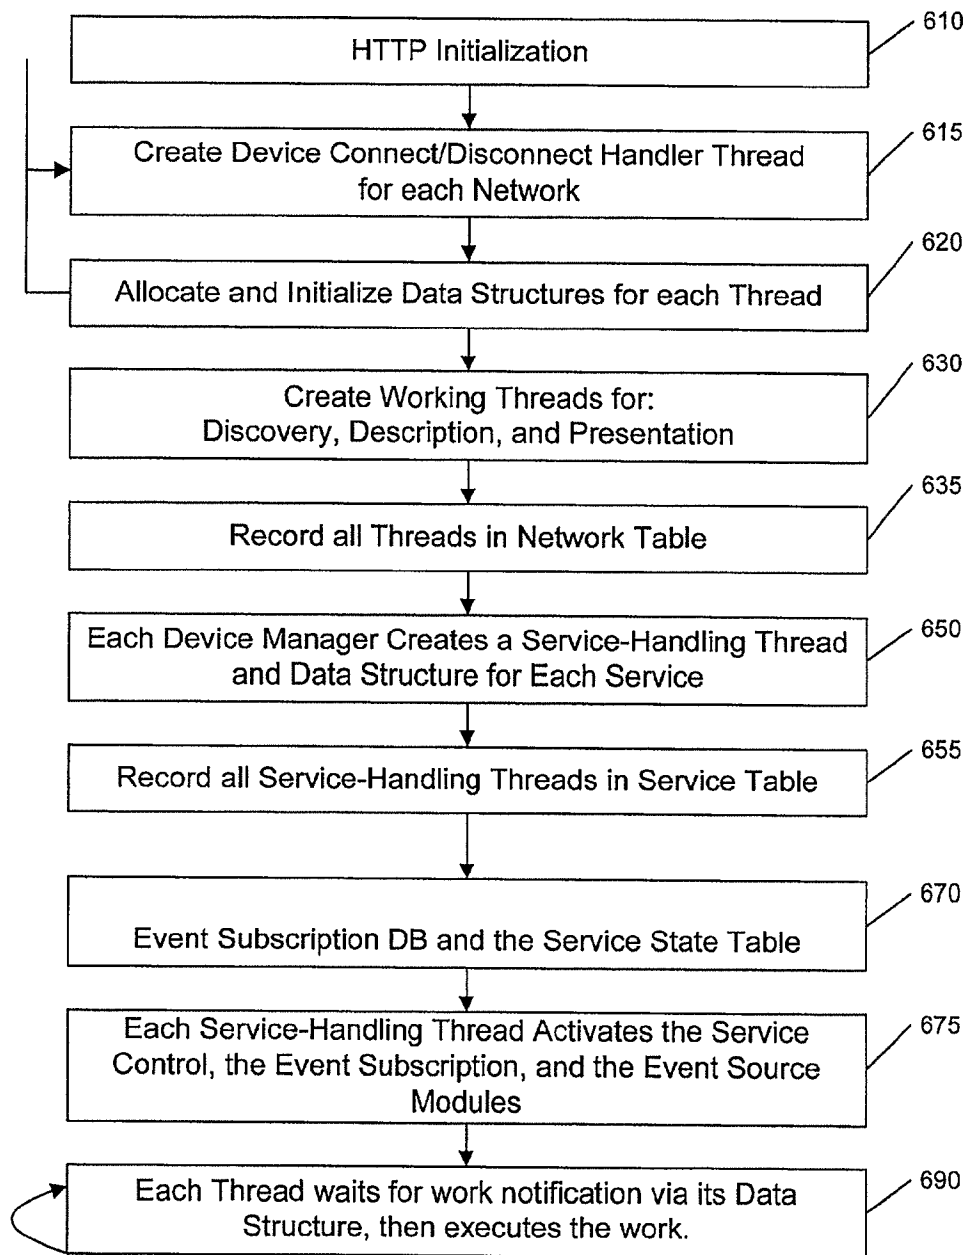 610
HTTP Initialization
615
Create Device Connect/Disconnect Handler Thread
for each Network
620
Allocate and Initialize Data Structures for each Thread
630
Create Working Threads for:
Discovery, Description, and Presentation
635
Record all Threads in Network Table
650
Each Device Manager Creates a Service-Handling Thread
and Data Structure for Each Service
655
Record all Service-Handling Threads in Service Table
670
Event Subscription DB and the Service State Table
675
Each Service-Handling Thread Activates the Service
Control, the Event Subscription, and the Event Source
Modules
690
Each Thread waits for work notification via its Data
Structure, then executes the work.